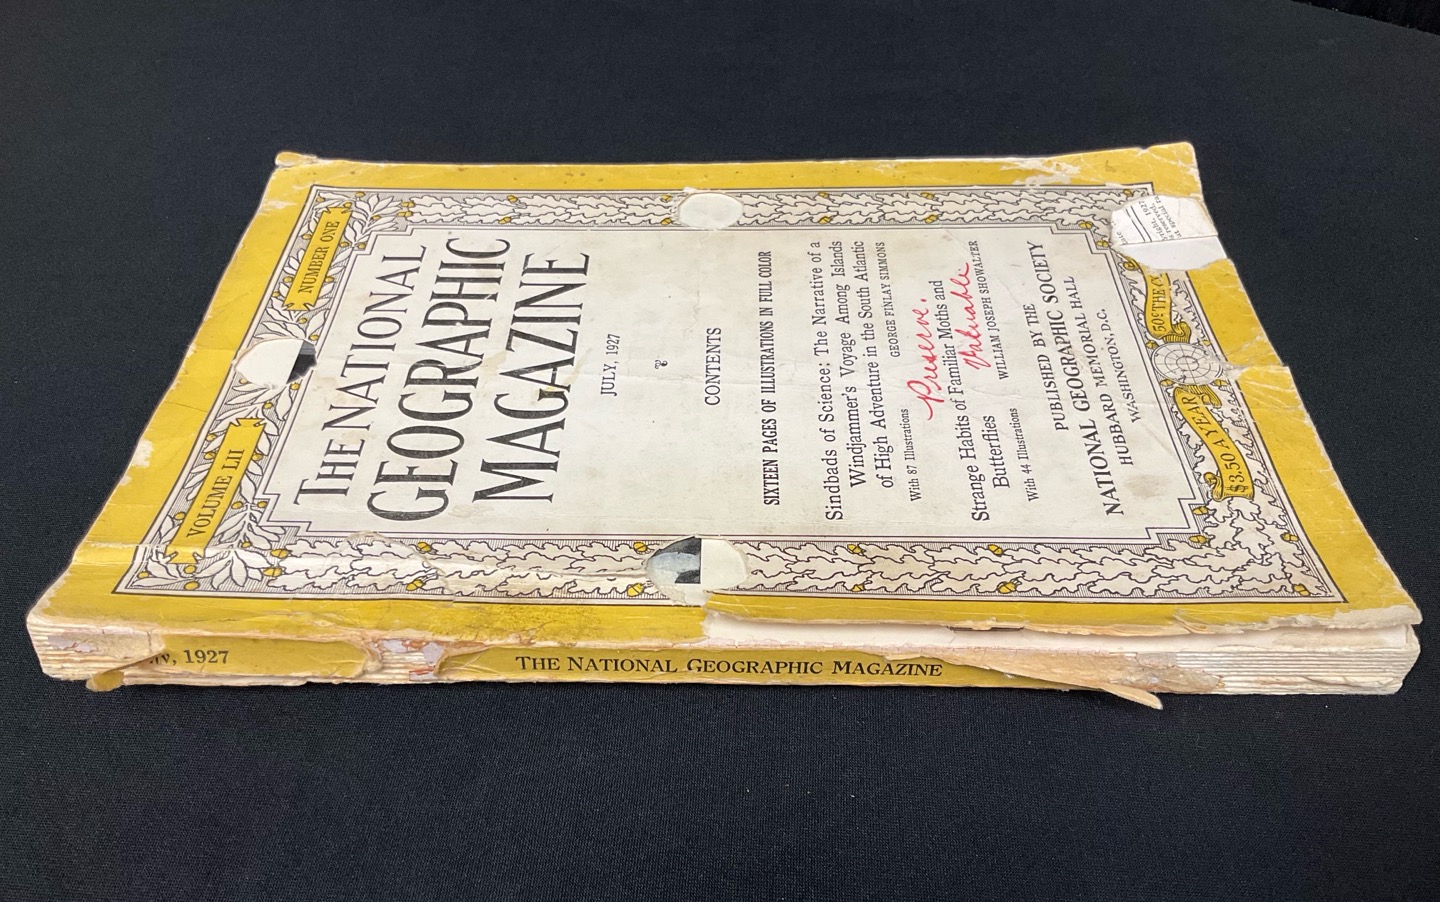 VOLUME LII
NUMBER ONE
THE NATIONAL
GEOGRAPHIC
MAGAZINE
JULY, 1927
CONTENTS
SIXTEEN PAGES OF ILLUSTRATIONS IN FULL COLOR
Sindbads of Science: The Narrative of a
Windjammer's Voyage Among Islands
of High Adventure in the South Atlantic
With 87 Illustrations
GEORGE FINLAY SIMMONS
Preserve.
Strange Habits of Familiar Moths and
Butterflies
Valuable
With 44 Illustrations
WILLIAM JOSEPH SHOWALTER
PUBLISHED BY THE
NATIONAL GEOGRAPHIC SOCIETY
HUBBARD MEMORIAL HALL
WASHINGTON, D.C.
$3.50 A YEAR
50¢ THE
1927
, 1927
THE NATIONAL GEOGRAPHIC MAGAZINE